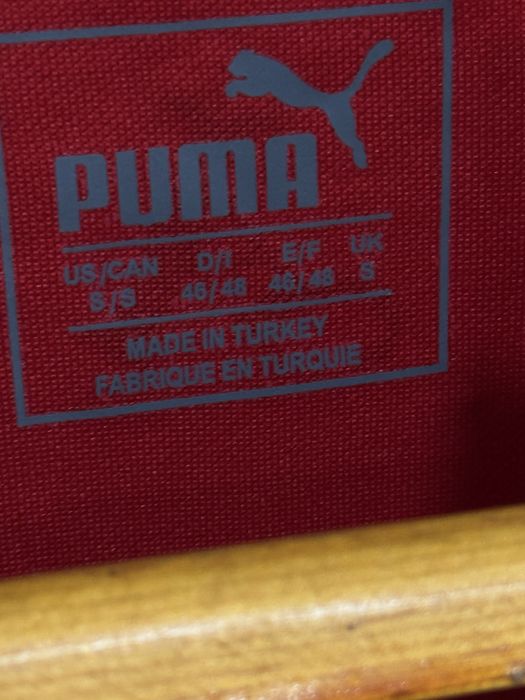 PUMA
US/CAN D/I E/F UK
S/S 46/48 46/48 S
MADE IN TURKEY
FABRIQUE EN TURQUIE